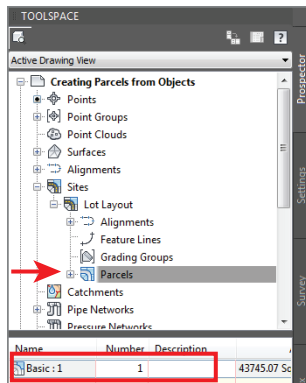 TOOLSPACE
Active Drawing View
Creating Parcels from Objects
Points
Point Groups
Point Clouds
Surfaces
Alignments
Sites
Lot Layout
Alignments
Feature Lines
Grading Groups
Parcels
Catchments
Pipe Networks
Pressure Networks
Name Number Description
Basic : 1 1 43745.07 Sq
Prospector
Settings
Survey